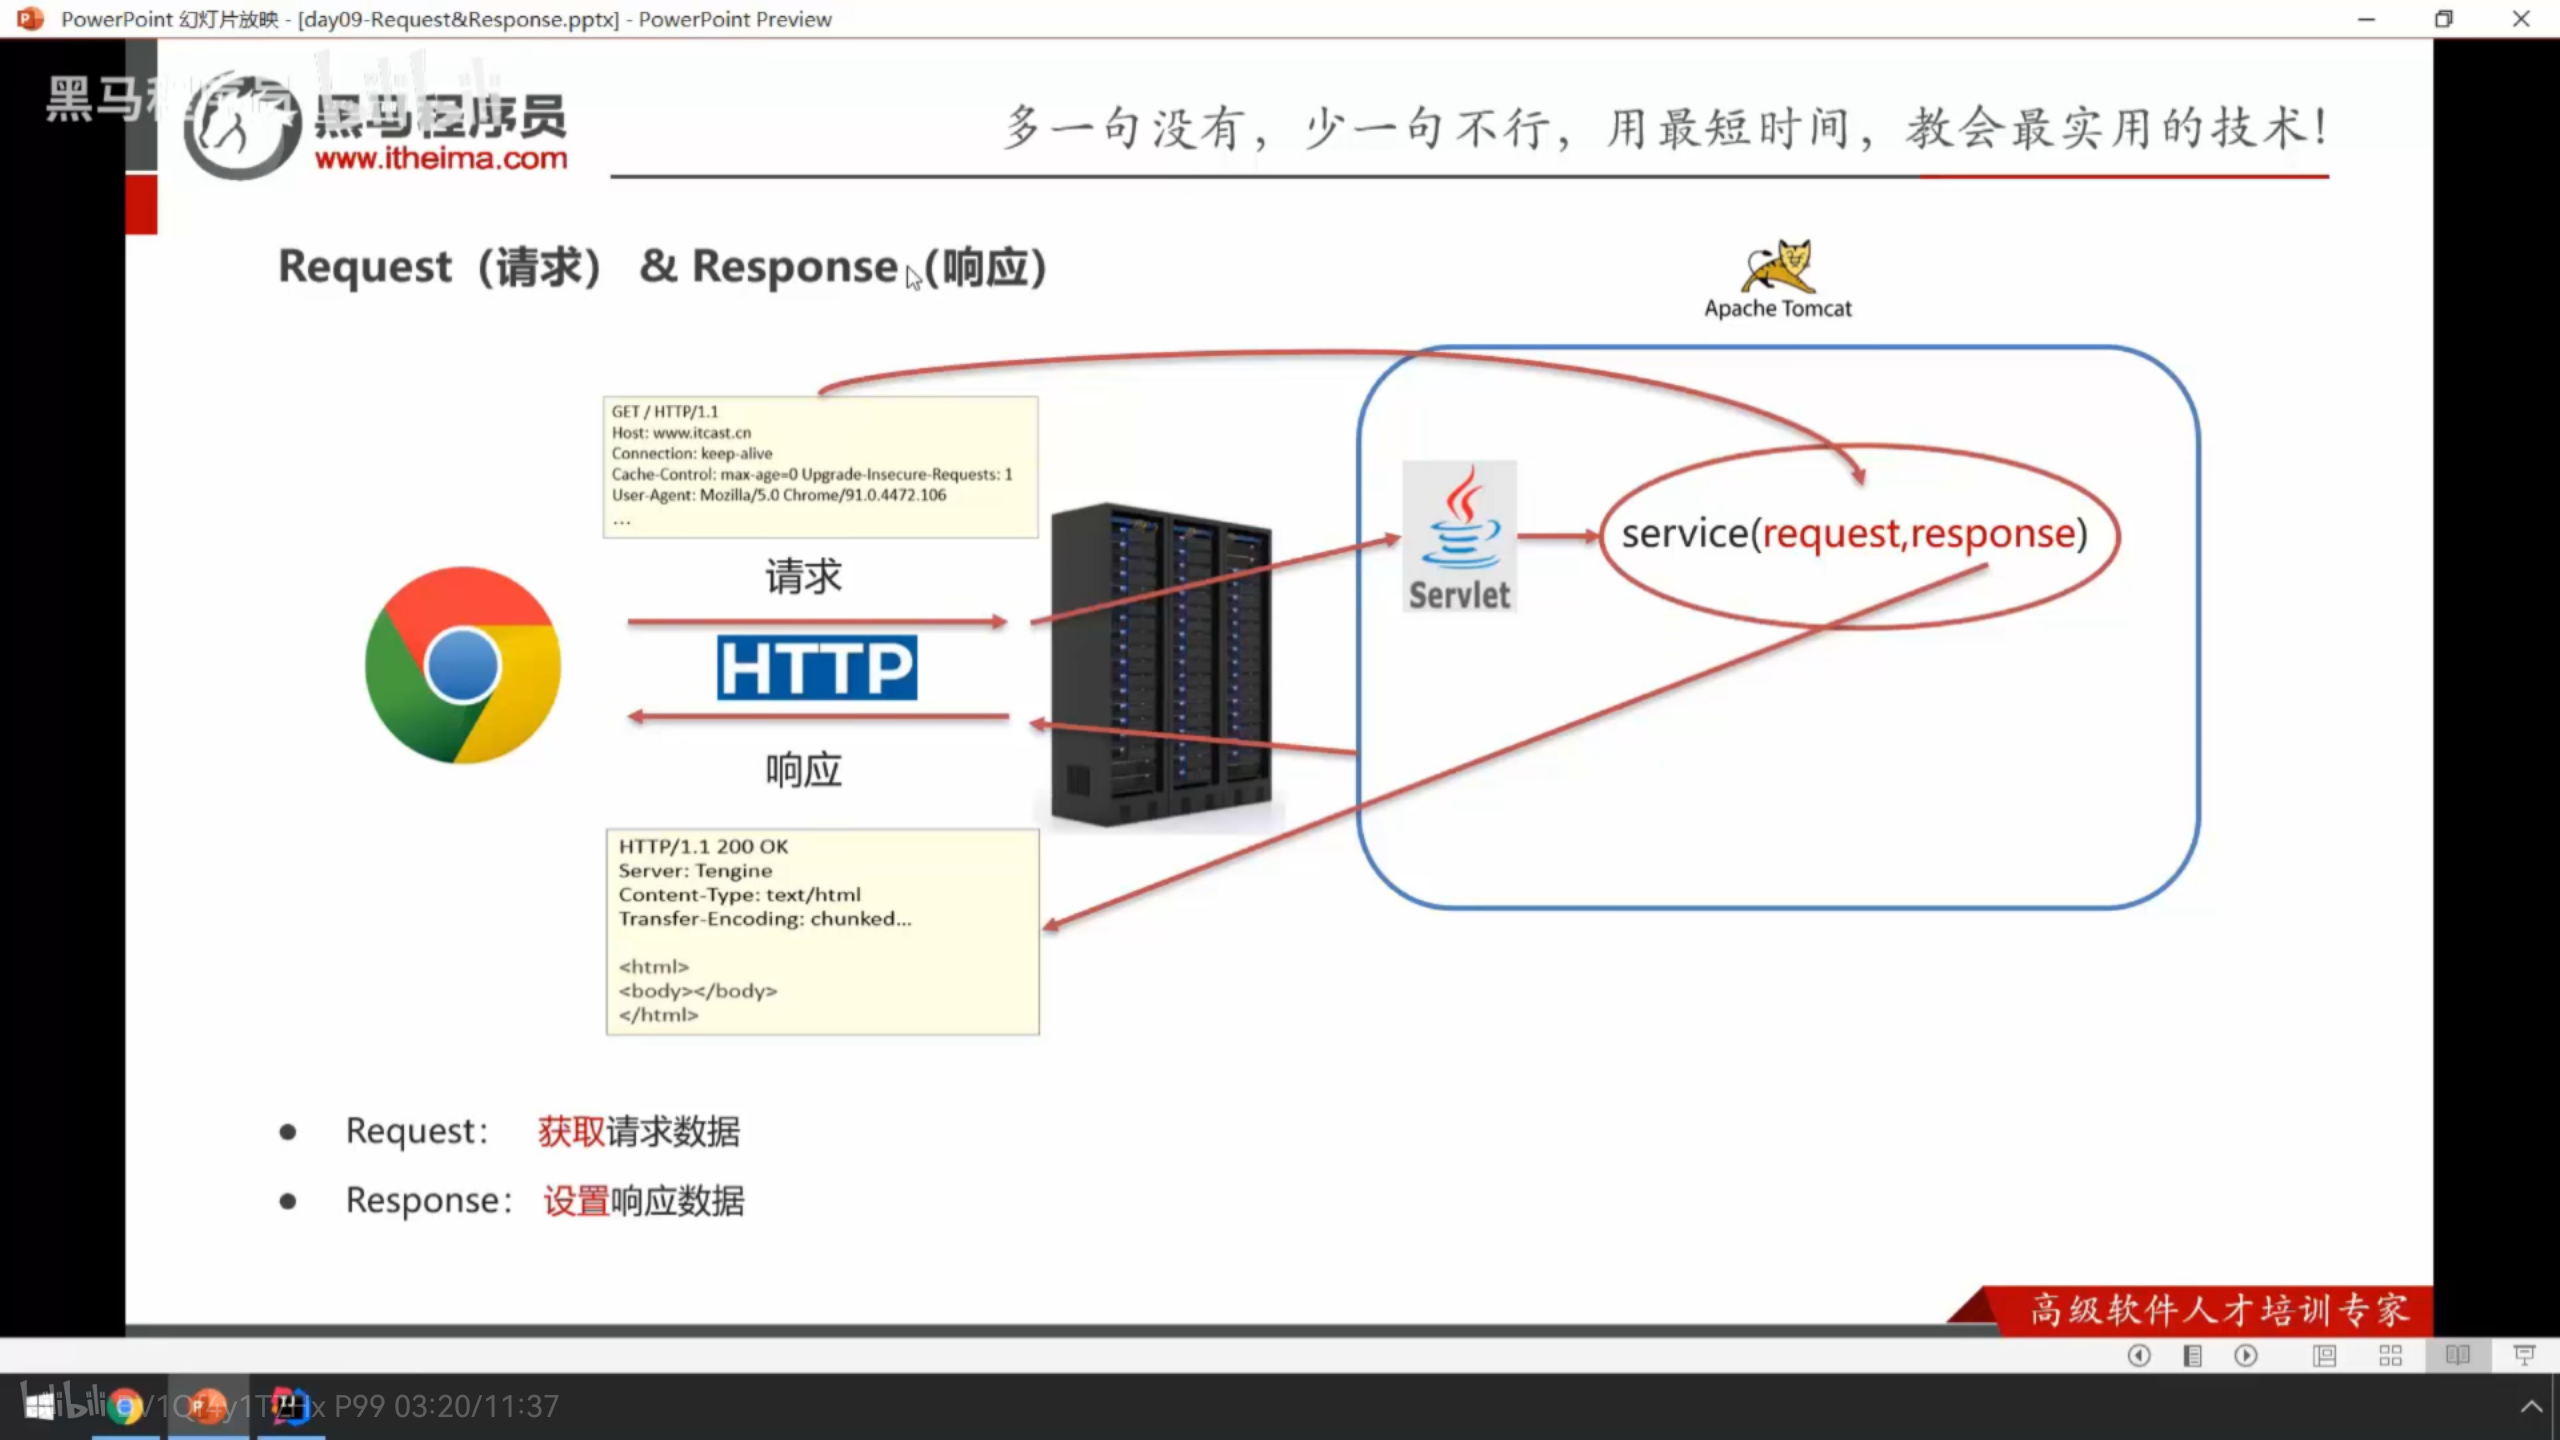 PowerPoint 幻灯片放映 - [day09-Request&Response.pptx] - PowerPoint Preview
黑马程序员
www.itheima.com
多一句没有，少一句不行，用最短时间，教会最实用的技术！
Request（请求） & Response（响应）
Apache Tomcat
GET / HTTP/1.1
Host: www.itcast.cn
Connection: keep-alive
Cache-Control: max-age=0 Upgrade-Insecure-Requests: 1
User-Agent: Mozilla/5.0 Chrome/91.0.4472.106
...
请求
HTTP
响应
Servlet
service(request,response)
HTTP/1.1 200 OK
Server: Tengine
Content-Type: text/html
Transfer-Encoding: chunked...
<html>
<body></body>
</html>
● Request： 获取请求数据
● Response： 设置响应数据
高级软件人才培训专家
bilibili
P99 03:20/11:37